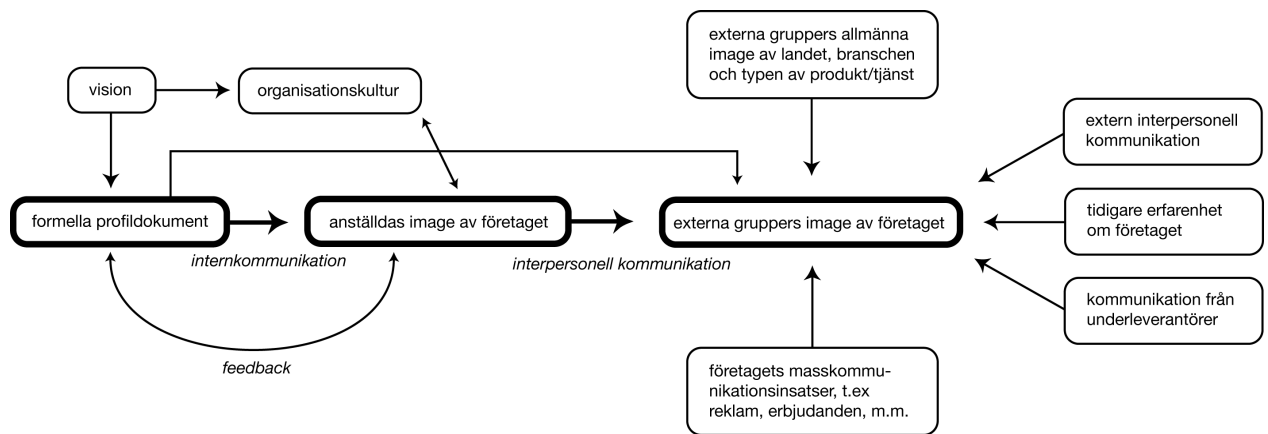 externa gruppers allmänna
image av landet, branschen
och typen av produkt/tjänst
vision
organisationskultur
extern interpersonell
kommunikation
formella profildokument
anställdas image av företaget
externa gruppers image av företaget
tidigare erfarenhet
om företaget
internkommunikation
interpersonell kommunikation
kommunikation från
underleverantörer
feedback
företagets masskommu-
nikationsinsatser, t.ex
reklam, erbjudanden, m.m.